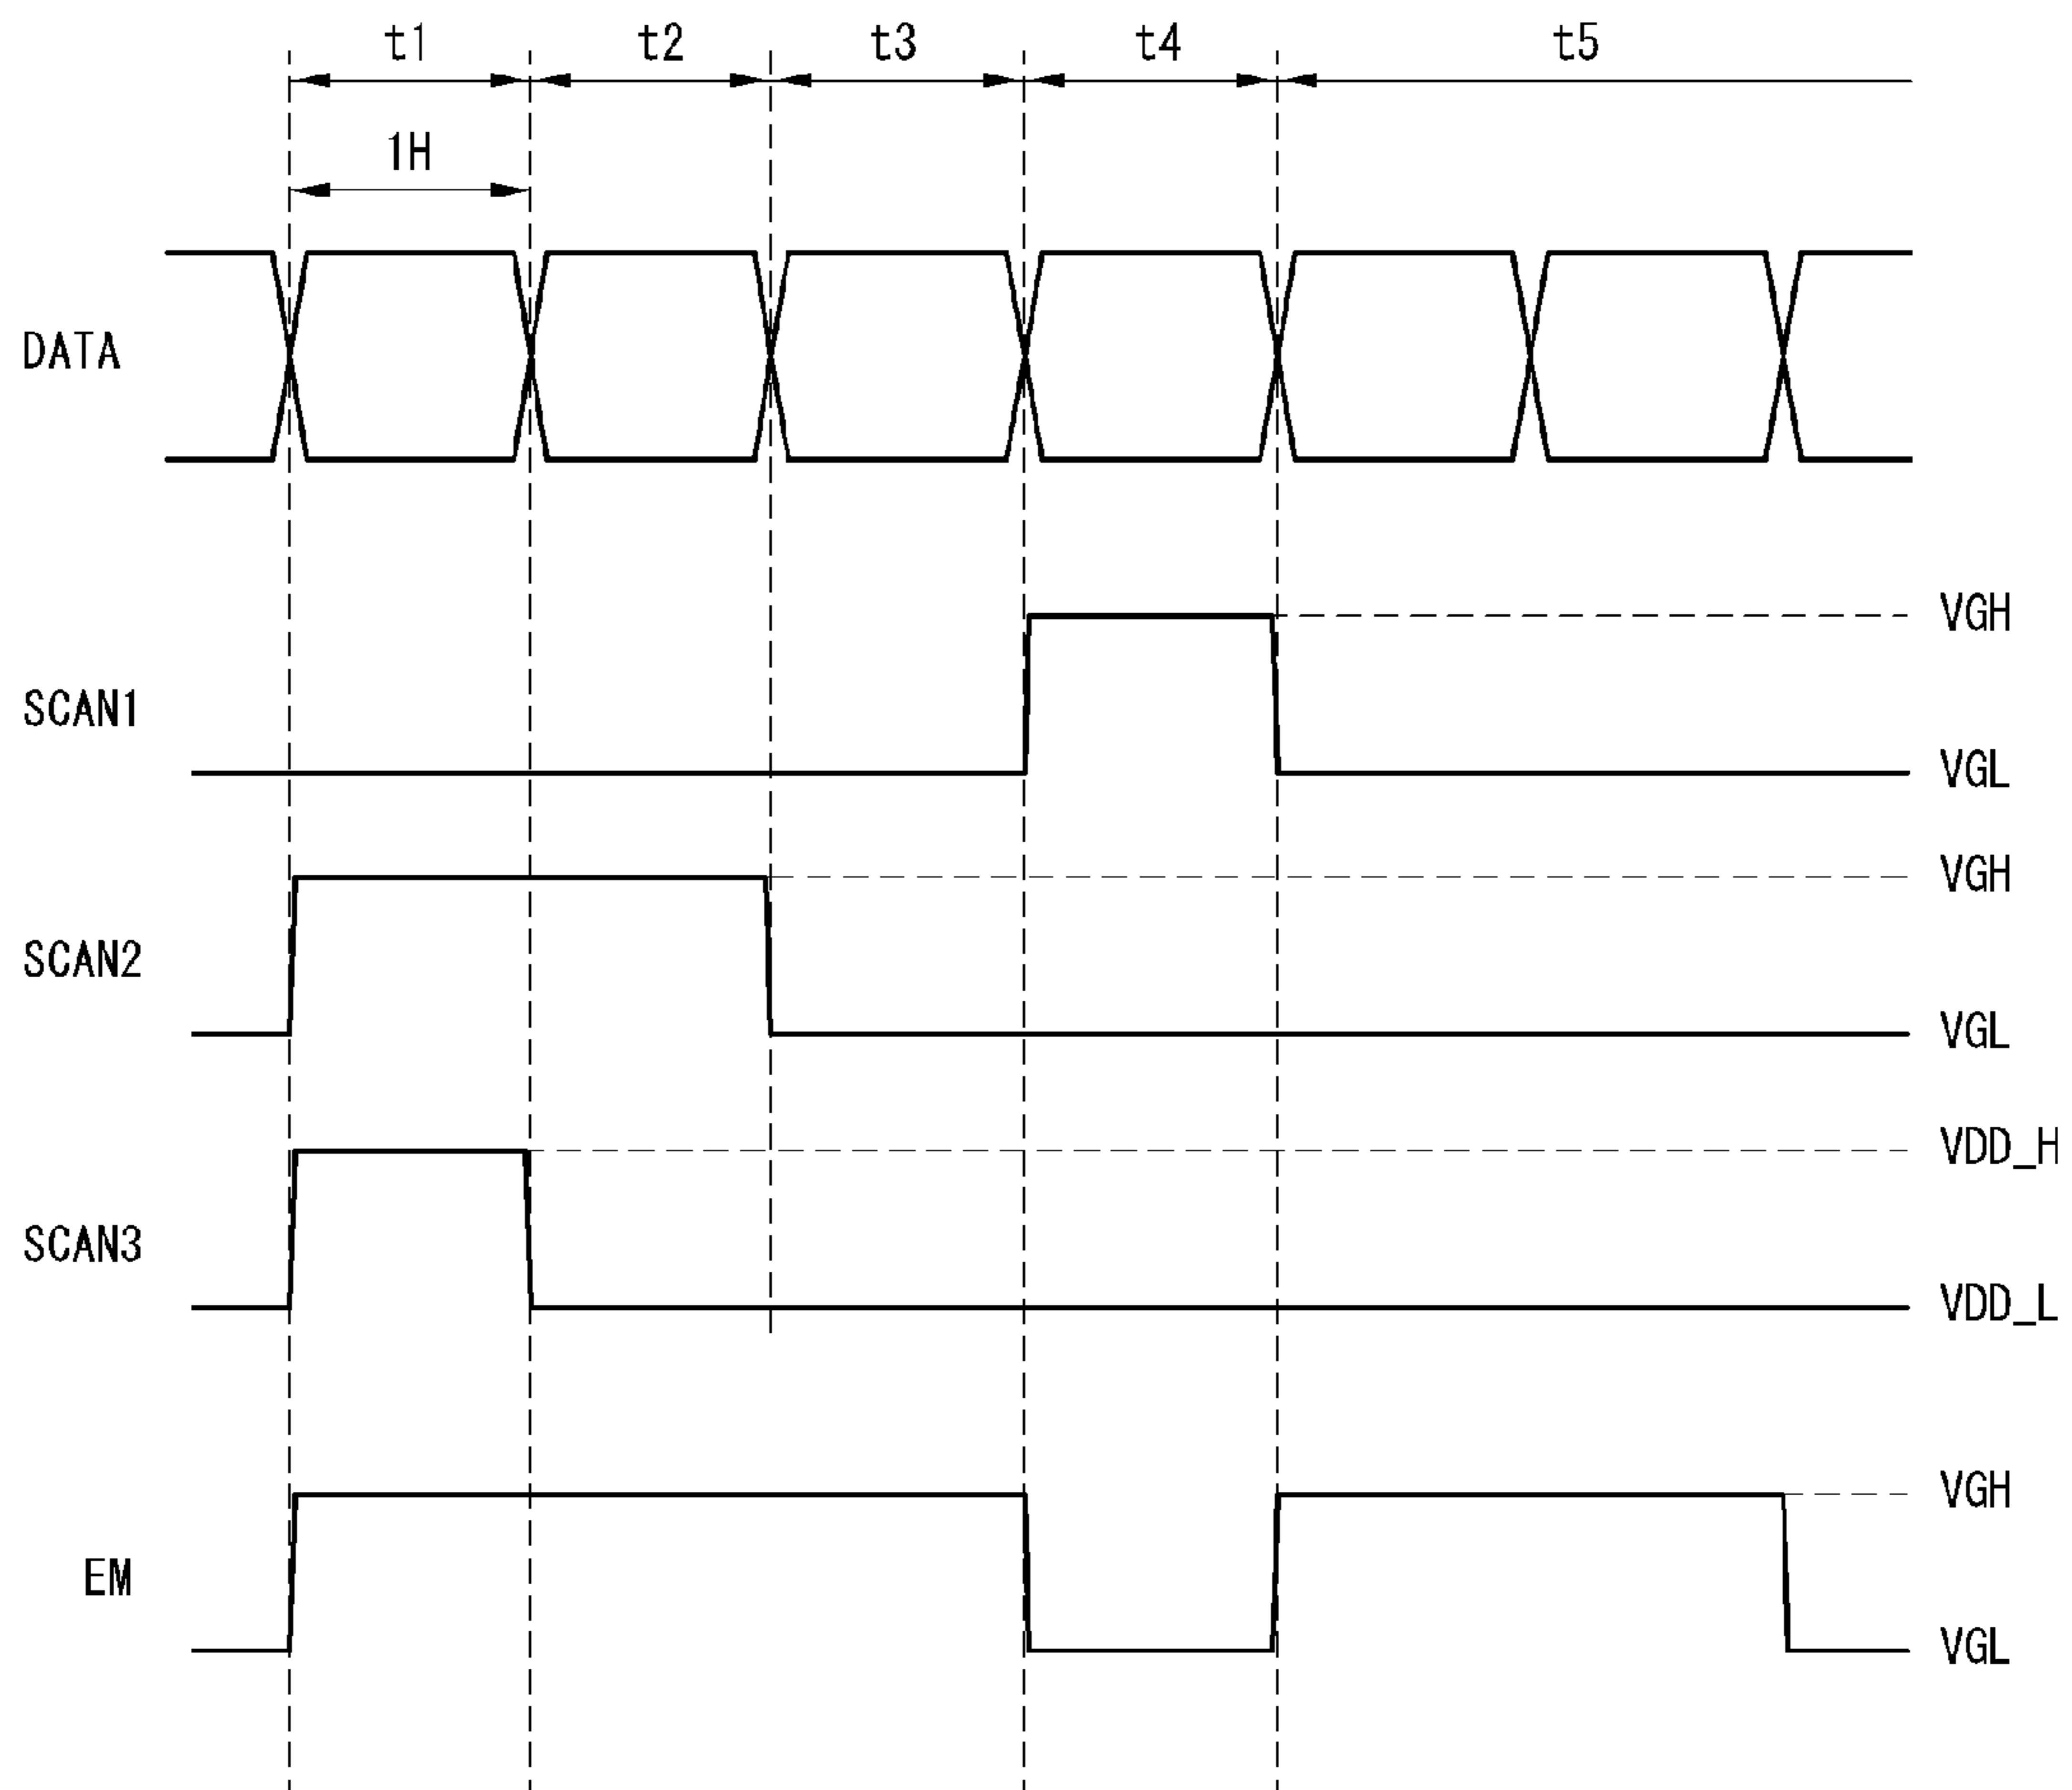 t1 t2 t3 t4 t5
1H
DATA
VGH
SCAN1
VGL
VGH
SCAN2
VGL
VDD_H
SCAN3
VDD_L
VGH
EM
VGL